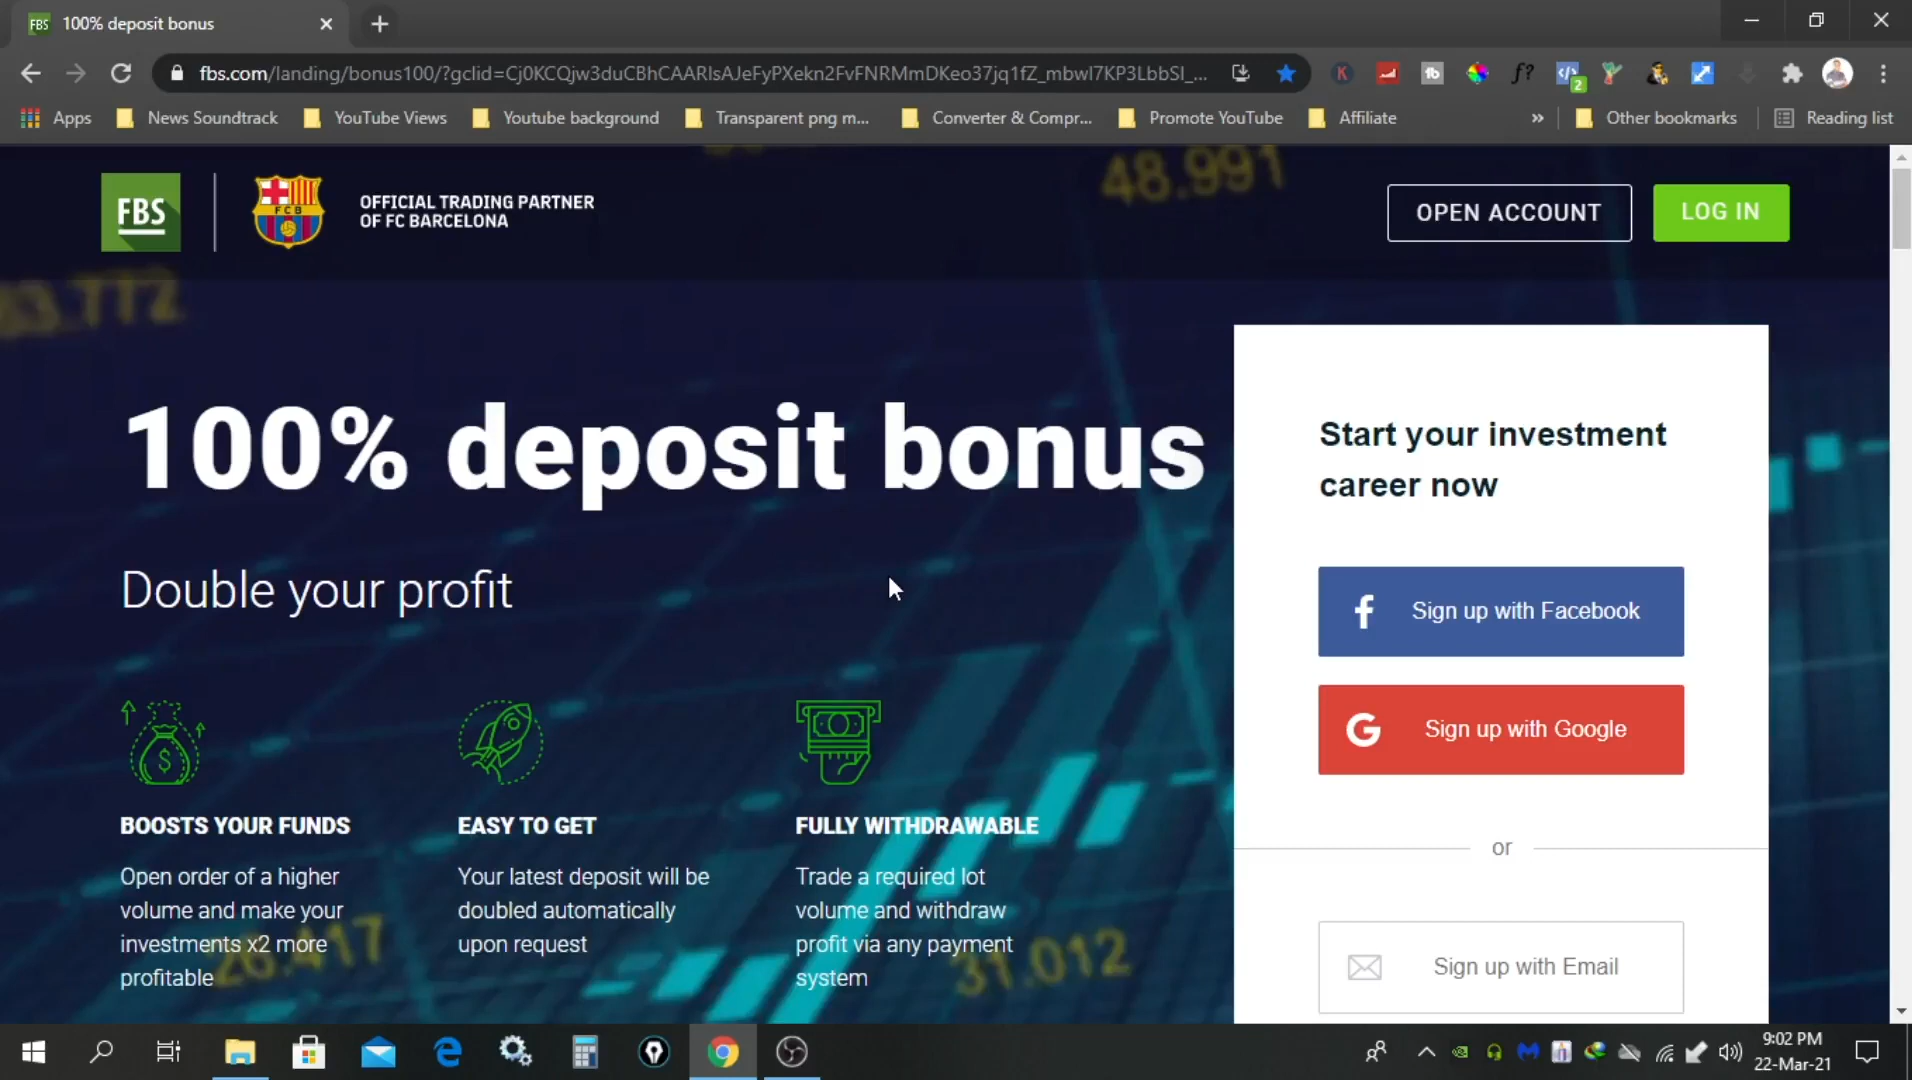 FBS 100% deposit bonus
fbs.com/landing/bonus100/?gclid=Cj0KCQjw3duCBhCAARIsAJeFyPXekn2FvFNRMmDKeo37jq1fZ_mbwI7KP3LbbSI_...
Apps News Soundtrack YouTube Views Youtube background Transparent png m... Converter & Compr... Promote YouTube Affiliate » Other bookmarks Reading list
48.991
FBS
FCB
OFFICIAL TRADING PARTNER
OF FC BARCELONA
OPEN ACCOUNT
LOG IN
100% deposit bonus
Double your profit
BOOSTS YOUR FUNDS
Open order of a higher
volume and make your
investments x2 more
profitable
EASY TO GET
Your latest deposit will be
doubled automatically
upon request
FULLY WITHDRAWABLE
Trade a required lot
volume and withdraw
profit via any payment
system
31.012
Start your investment
career now
Sign up with Facebook
Sign up with Google
or
Sign up with Email
9:02 PM
22-Mar-21